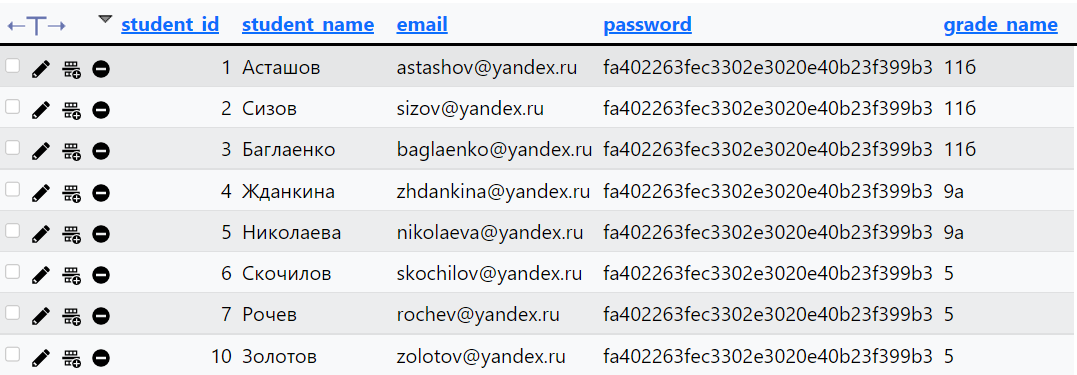 student_id student_name email password grade_name
1 Асташов astashov@yandex.ru fa402263fec3302e3020e40b23f399b3 11б
2 Сизов sizov@yandex.ru fa402263fec3302e3020e40b23f399b3 11б
3 Баглаенко baglaenko@yandex.ru fa402263fec3302e3020e40b23f399b3 11б
4 Жданкина zhdankina@yandex.ru fa402263fec3302e3020e40b23f399b3 9а
5 Николаева nikolaeva@yandex.ru fa402263fec3302e3020e40b23f399b3 9а
6 Скочилов skochilov@yandex.ru fa402263fec3302e3020e40b23f399b3 5
7 Рочев rochev@yandex.ru fa402263fec3302e3020e40b23f399b3 5
10 Золотов zolotov@yandex.ru fa402263fec3302e3020e40b23f399b3 5